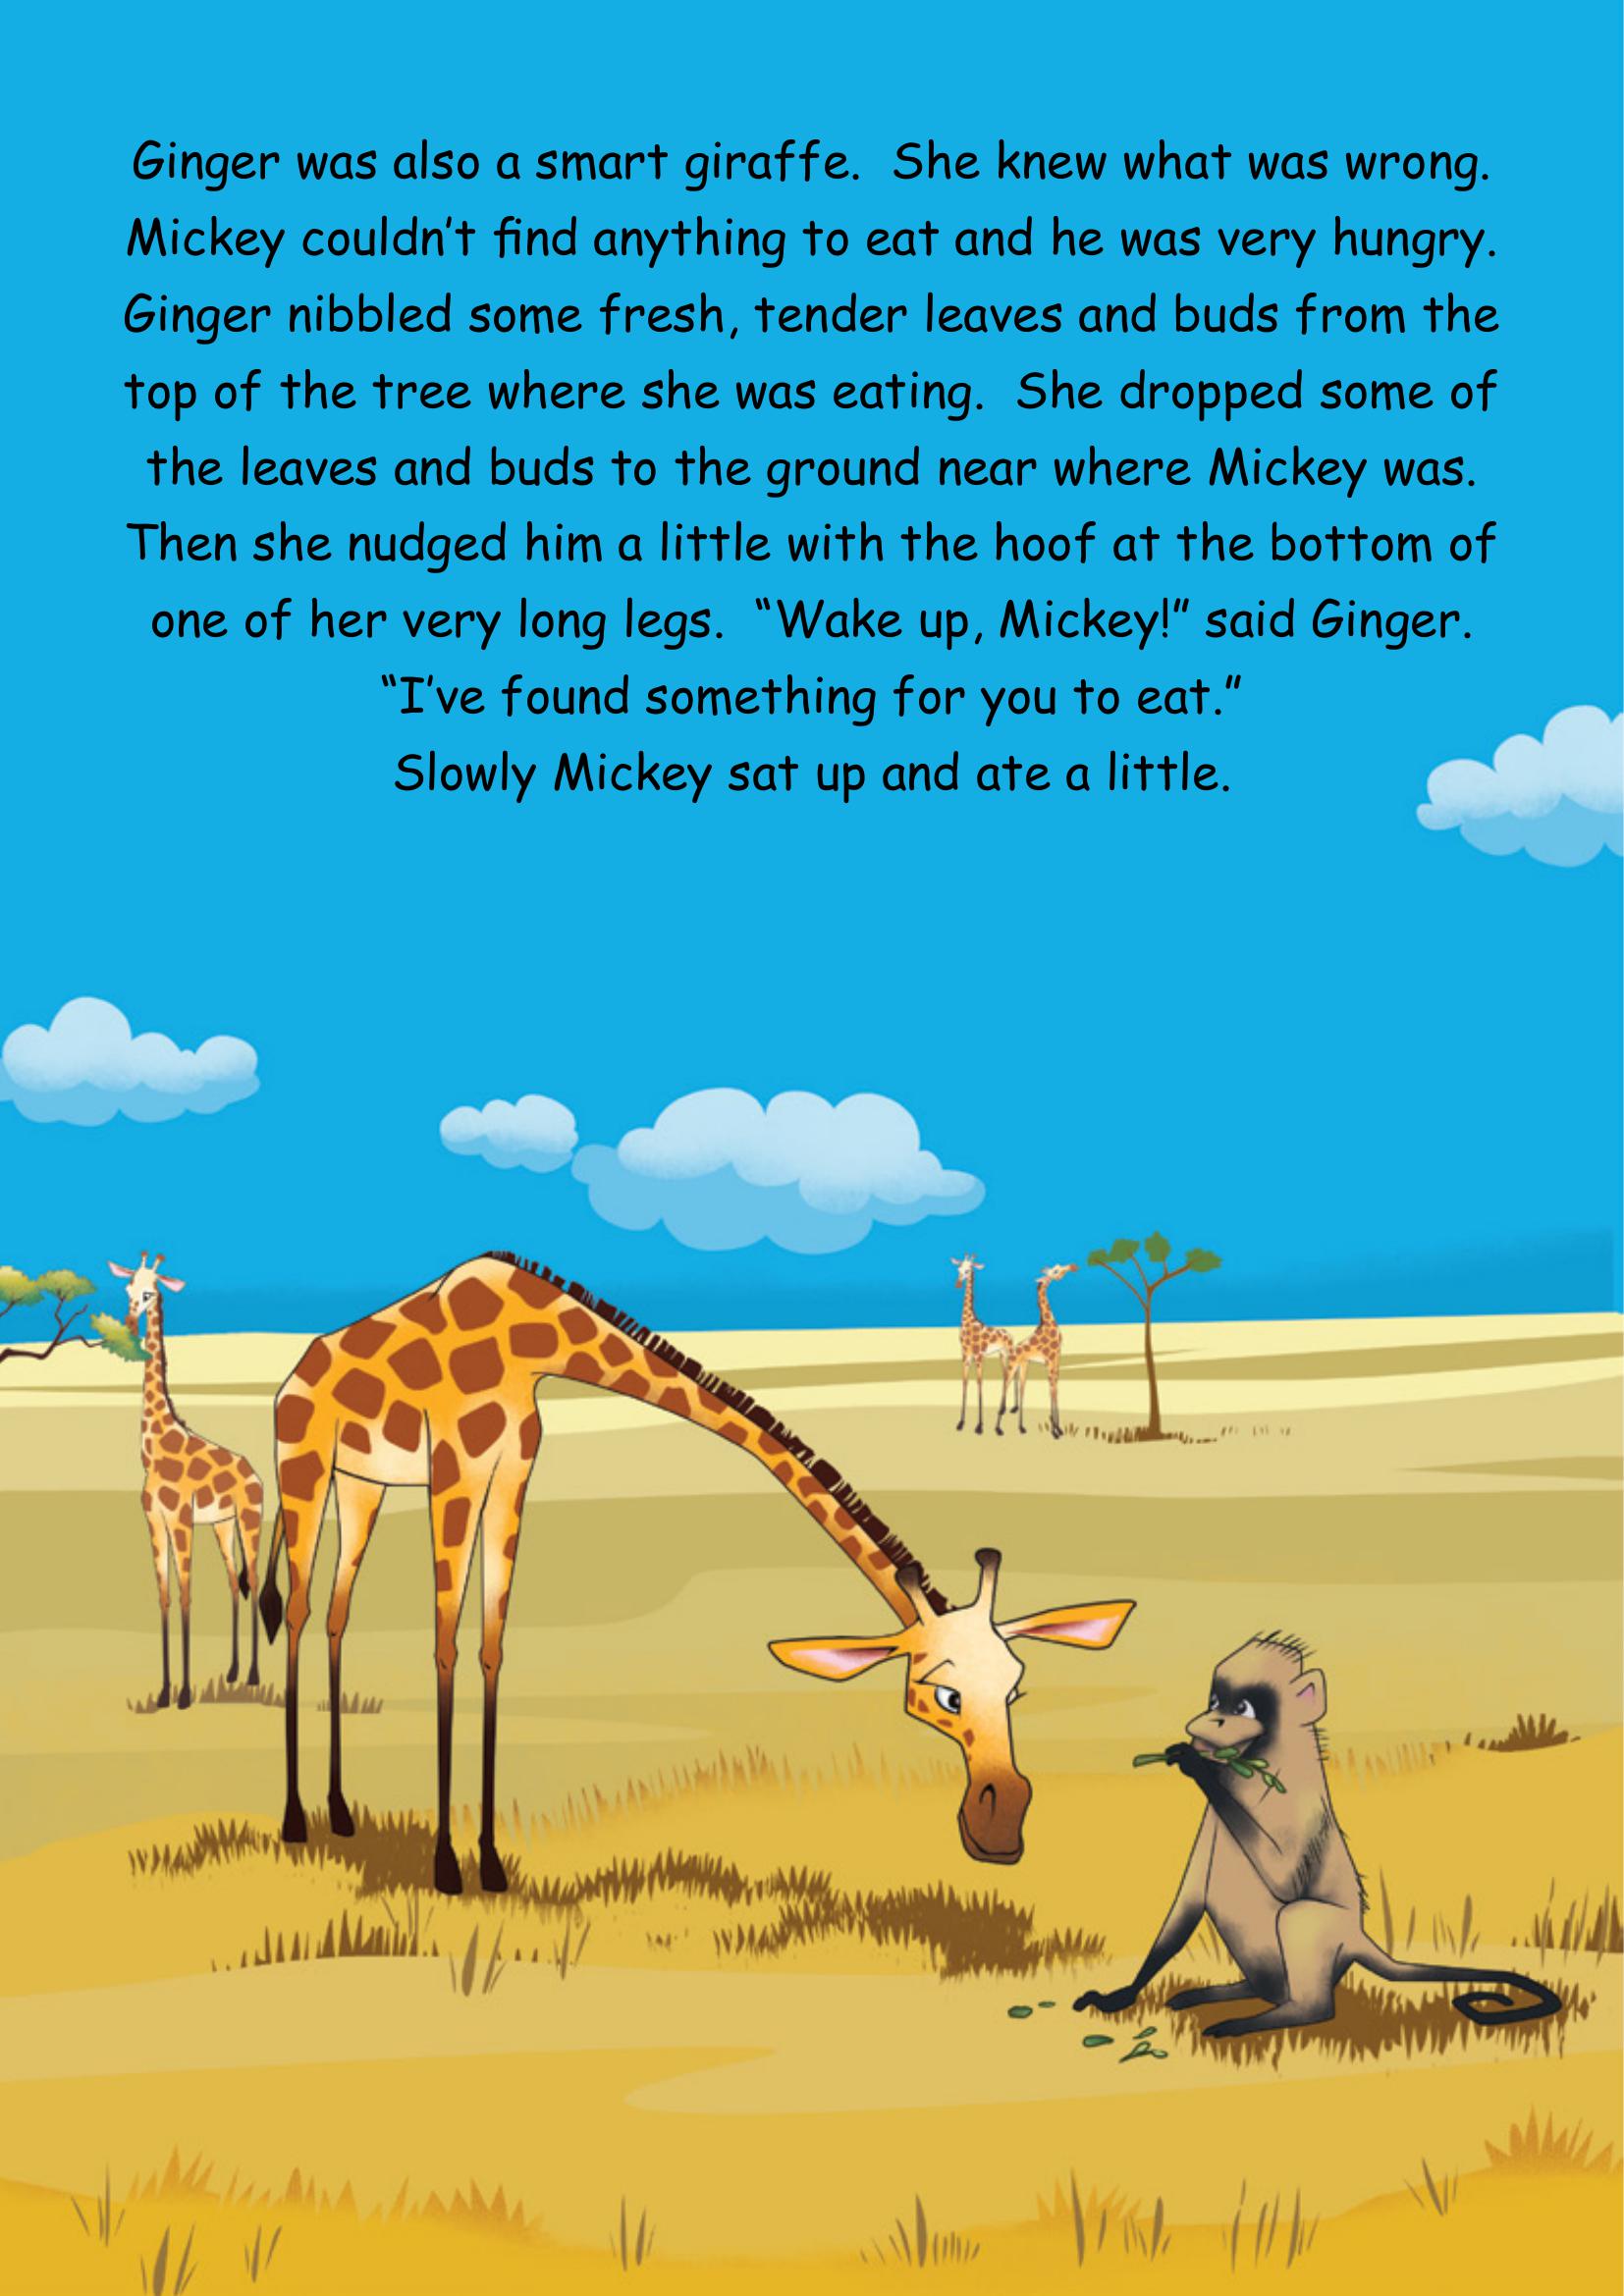 Ginger was also a smart giraffe.  She knew what was wrong.
Mickey couldn’t find anything to eat and he was very hungry.
Ginger nibbled some fresh, tender leaves and buds from the
top of the tree where she was eating.  She dropped some of
the leaves and buds to the ground near where Mickey was.
Then she nudged him a little with the hoof at the bottom of
one of her very long legs.  “Wake up, Mickey!” said Ginger.
“I’ve found something for you to eat.”
Slowly Mickey sat up and ate a little.